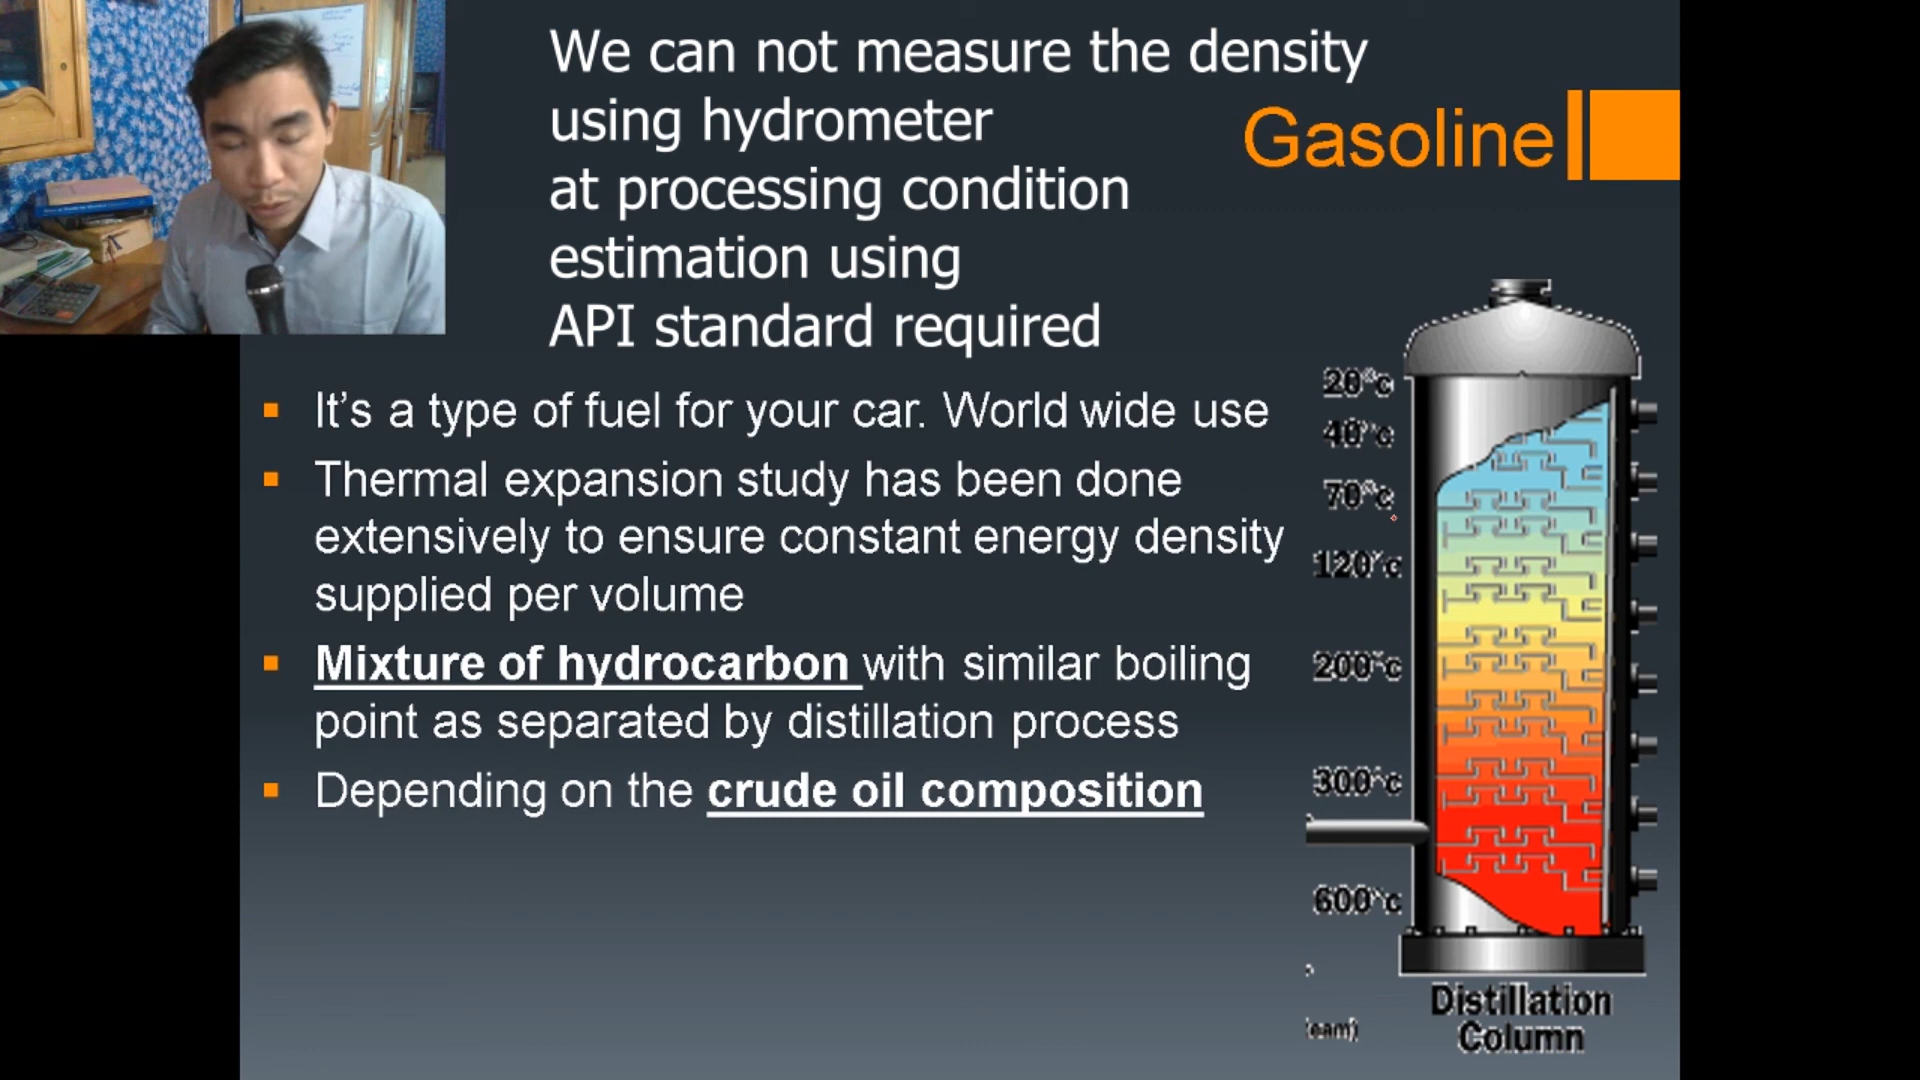 We can not measure the density
using hydrometer
at processing condition
estimation using
API standard required
Gasoline
It’s a type of fuel for your car. World wide use
Thermal expansion study has been done
extensively to ensure constant energy density
supplied per volume
Mixture of hydrocarbon with similar boiling
point as separated by distillation process
Depending on the crude oil composition
20°c
40°c
70°c
120°c
200°c
300°c
600°c
eam)
Distillation
Column